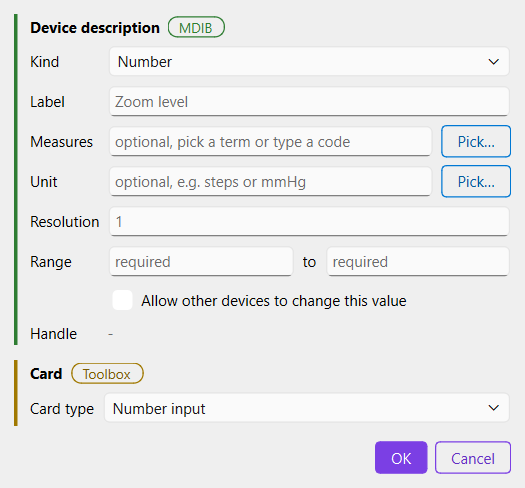 Device description MDIB
Kind Number
Label Zoom level
Measures optional, pick a term or type a code Pick...
Unit optional, e.g. steps or mmHg Pick...
Resolution 1
Range required to required
Allow other devices to change this value
Handle -
Card Toolbox
Card type Number input
OK Cancel